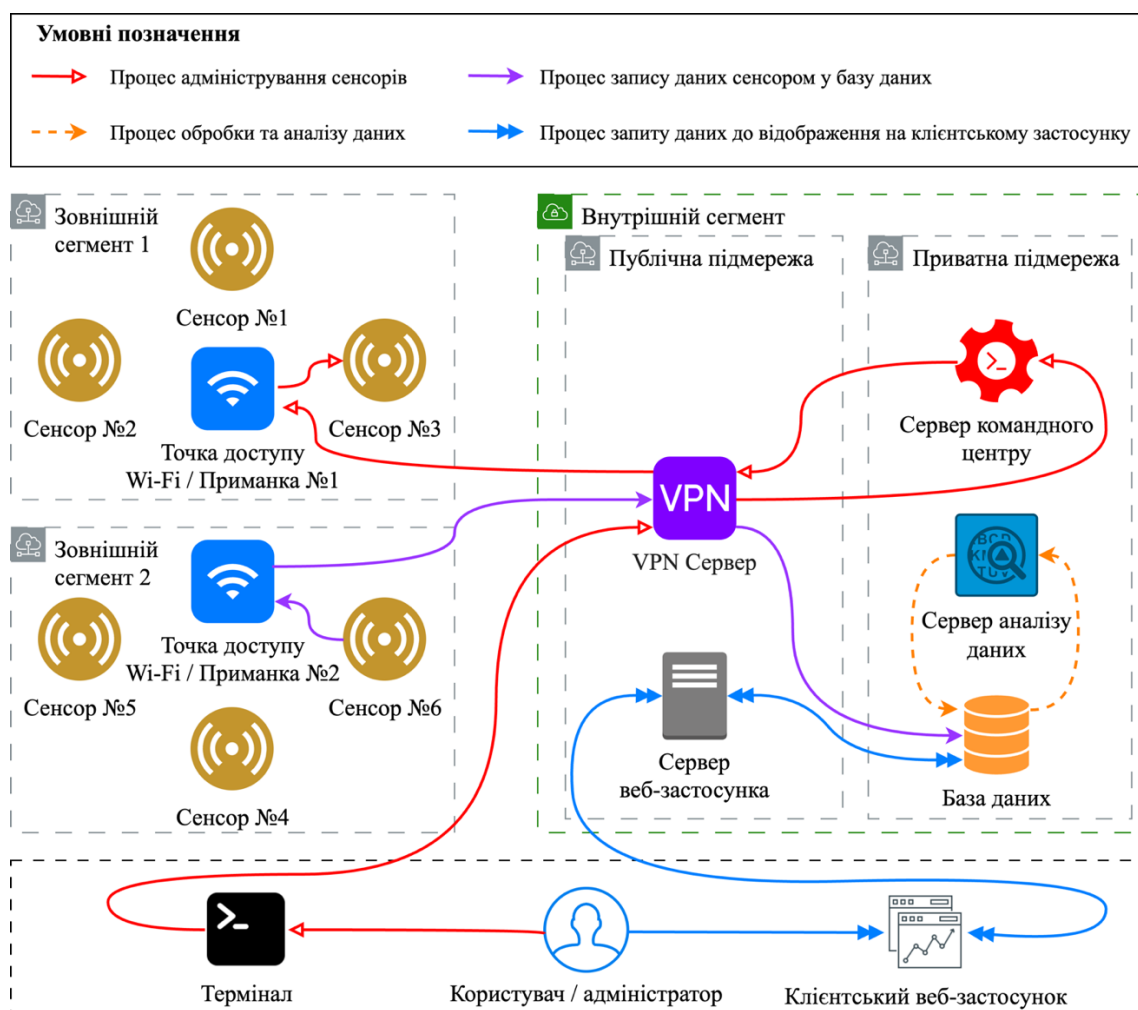 Умовні позначення
Процес адміністрування сенсорів
Процес запису даних сенсором у базу даних
Процес обробки та аналізу даних
Процес запиту даних до відображення на клієнтському застосунку
Зовнішній
сегмент 1
Сенсор №1
Сенсор №2
Сенсор №3
Точка доступу
Wi-Fi / Приманка №1
Зовнішній
сегмент 2
Точка доступу
Wi-Fi / Приманка №2
Сенсор №5
Сенсор №6
Сенсор №4
Внутрішній сегмент
Публічна підмережа
Приватна підмережа
Сервер командного
центру
VPN
VPN Сервер
Сервер аналізу
даних
Сервер
веб-застосунка
База даних
Термінал
Користувач / адміністратор
Клієнтський веб-застосунок